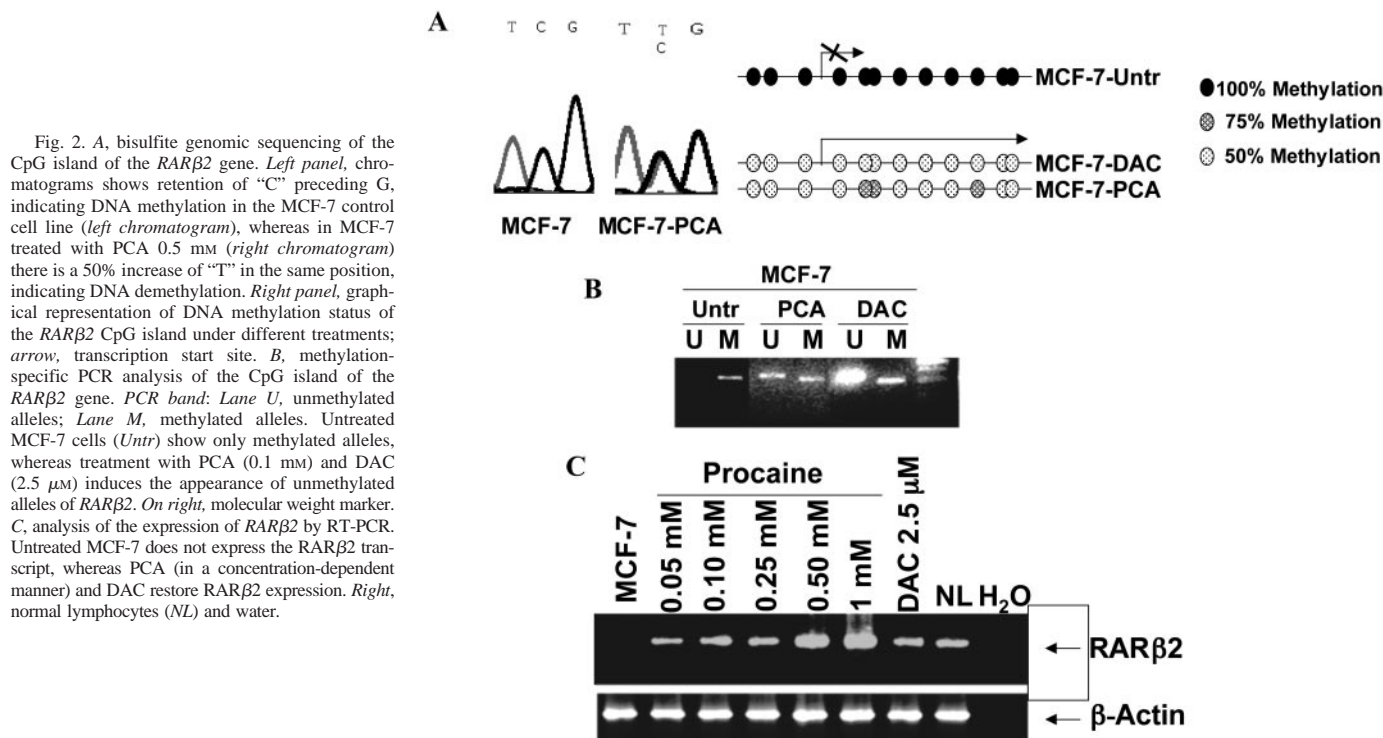 Fig. 2. A, bisulfite genomic sequencing of the
CpG island of the RARβ2 gene. Left panel, chro-
matograms shows retention of “C” preceding G,
indicating DNA methylation in the MCF-7 control
cell line (left chromatogram), whereas in MCF-7
treated with PCA 0.5 mM (right chromatogram)
there is a 50% increase of “T” in the same position,
indicating DNA demethylation. Right panel, graph-
ical representation of DNA methylation status of
the RARβ2 CpG island under different treatments;
arrow, transcription start site. B, methylation-
specific PCR analysis of the CpG island of the
RARβ2 gene. PCR band: Lane U, unmethylated
alleles; Lane M, methylated alleles. Untreated
MCF-7 cells (Untr) show only methylated alleles,
whereas treatment with PCA (0.1 mM) and DAC
(2.5 μM) induces the appearance of unmethylated
alleles of RARβ2. On right, molecular weight marker.
C, analysis of the expression of RARβ2 by RT-PCR.
Untreated MCF-7 does not express the RARβ2 tran-
script, whereas PCA (in a concentration-dependent
manner) and DAC restore RARβ2 expression. Right,
normal lymphocytes (NL) and water.
A
T C G T T G
C
MCF-7 MCF-7-PCA
MCF-7-Untr
MCF-7-DAC
MCF-7-PCA
100% Methylation
75% Methylation
50% Methylation
B
MCF-7
Untr PCA DAC
U M U M U M
C
Procaine
MCF-7 0.05 mM 0.10 mM 0.25 mM 0.50 mM 1 mM DAC 2.5 μM NL H₂O
RARβ2
β-Actin